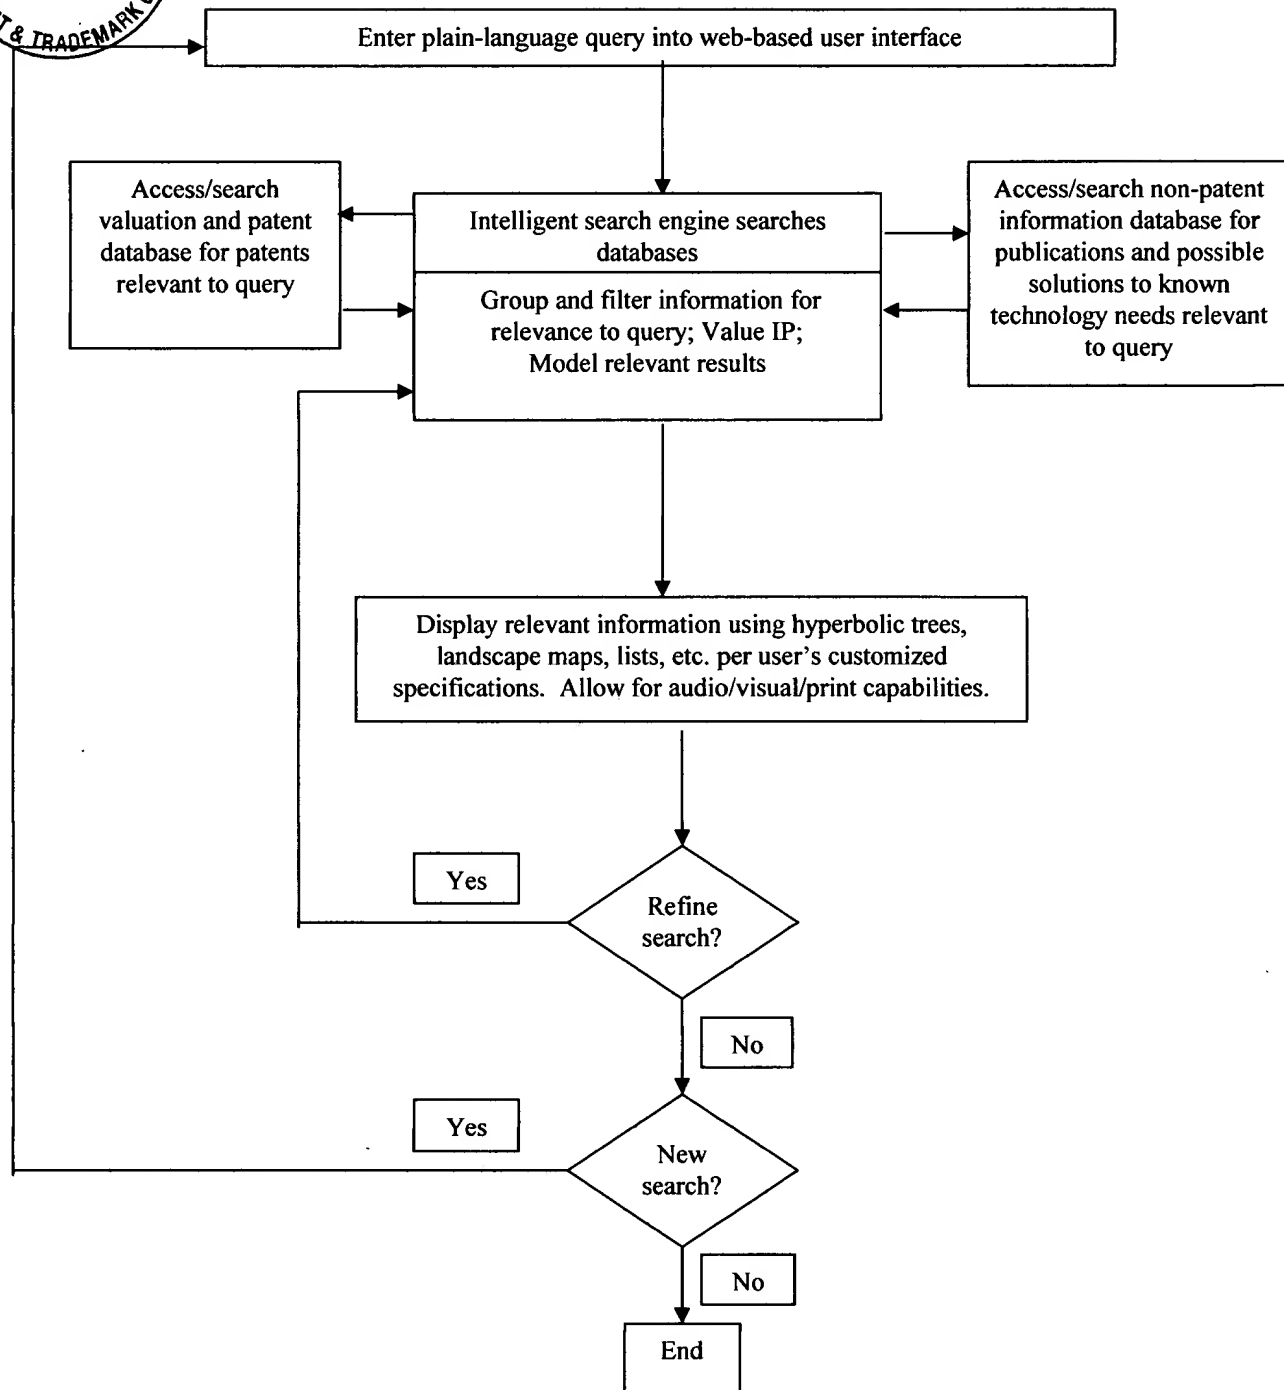 T & TRADEMARK
Enter plain-language query into web-based user interface
Access/search
valuation and patent
database for patents
relevant to query
Intelligent search engine searches
databases
Group and filter information for
relevance to query; Value IP;
Model relevant results
Access/search non-patent
information database for
publications and possible
solutions to known
technology needs relevant
to query
Display relevant information using hyperbolic trees,
landscape maps, lists, etc. per user's customized
specifications. Allow for audio/visual/print capabilities.
Yes
Refine
search?
No
Yes
New
search?
No
End